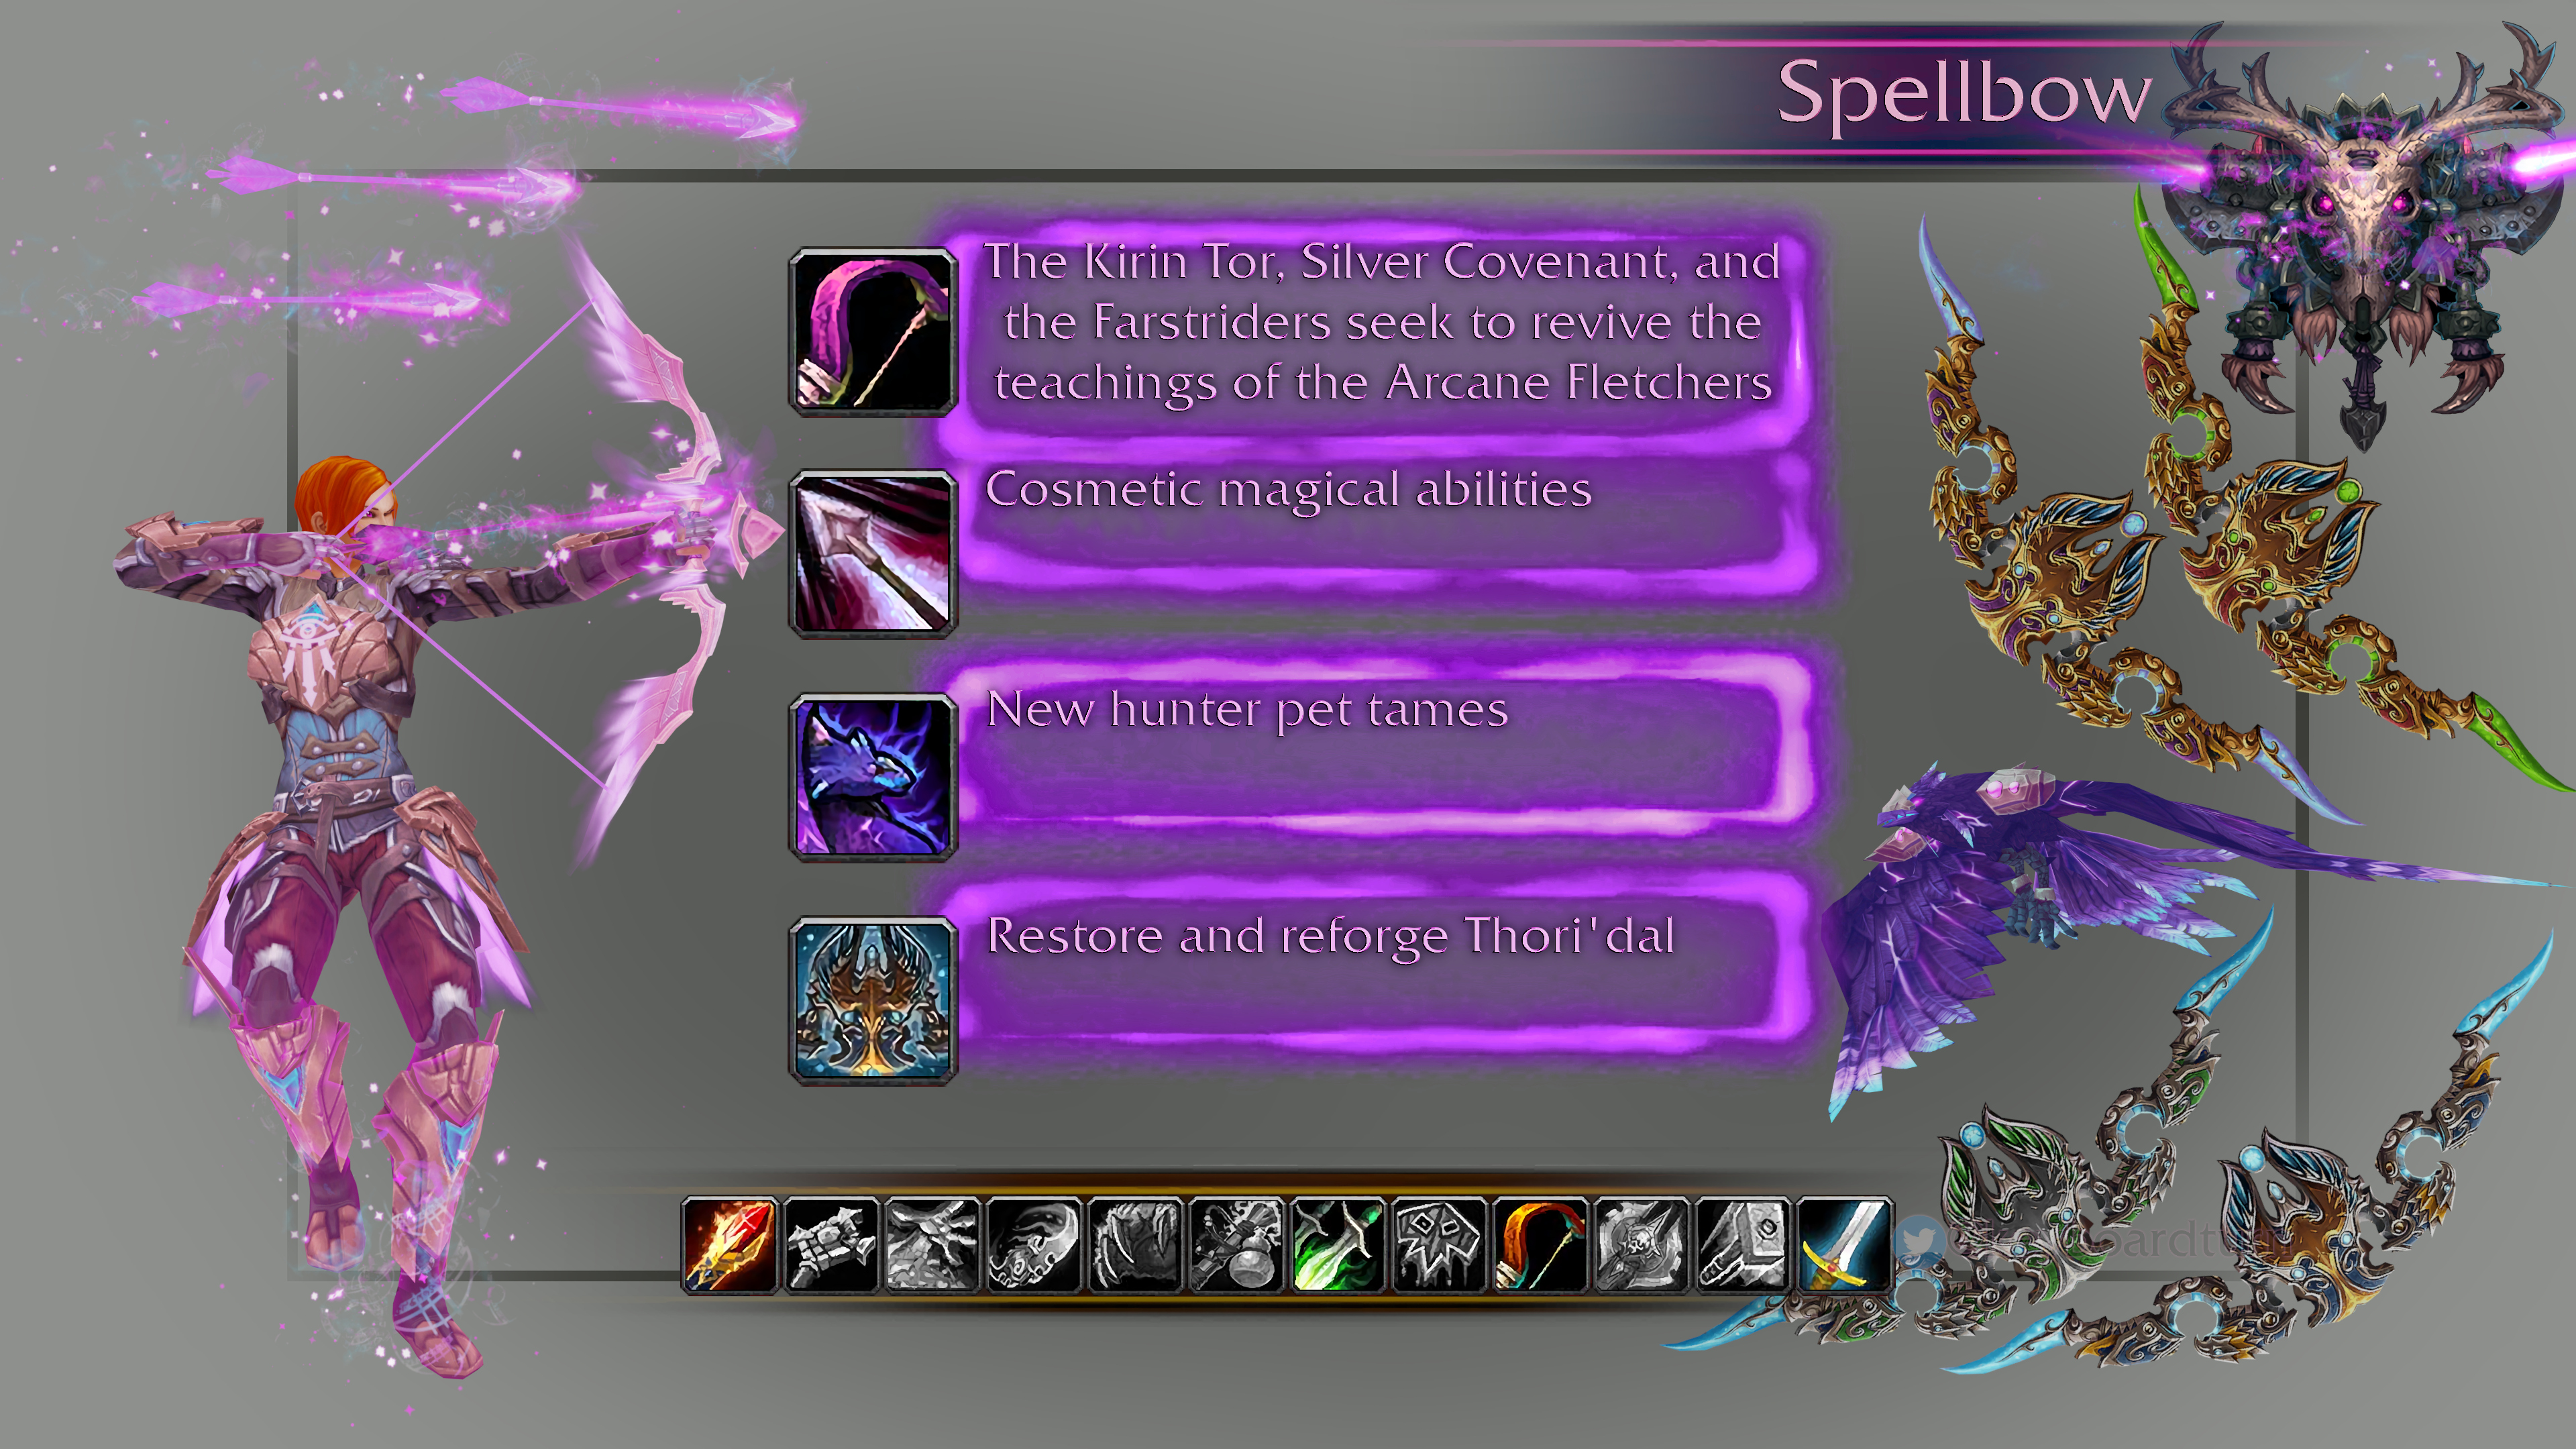 Spellbow
The Kirin Tor, Silver Covenant, and
the Farstriders seek to revive the
teachings of the Arcane Fletchers
Cosmetic magical abilities
New hunter pet tames
Restore and reforge Thori'dal